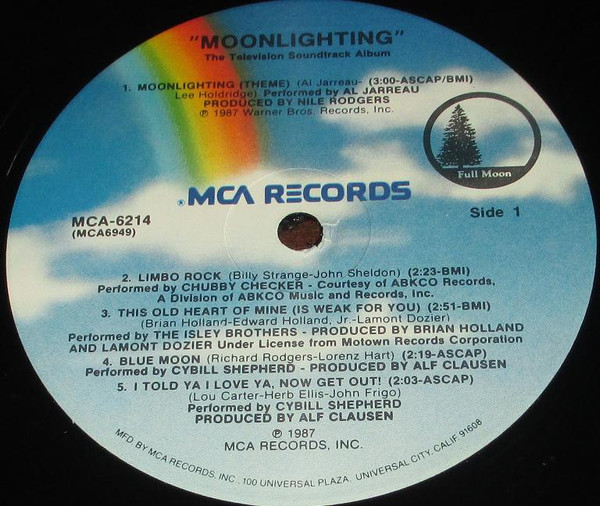 "MOONLIGHTING"
The Television Soundtrack Album
1. MOONLIGHTING (THEME) (Al Jarreau- (3:00-ASCAP/BMI)
Lee Holdridge) Performed by AL JARREAU
PRODUCED BY NILE RODGERS
℗ 1987 Warner Bros. Records, Inc.
Full Moon
®MCA RECORDS
MCA-6214
(MCA6949)
Side 1
2. LIMBO ROCK (Billy Strange-John Sheldon) (2:23-BMI)
Performed by CHUBBY CHECKER - Courtesy of ABKCO Records,
A Division of ABKCO Music and Records, Inc.
3. THIS OLD HEART OF MINE (IS WEAK FOR YOU) (2:51-BMI)
(Brian Holland-Edward Holland, Jr.-Lamont Dozier)
Performed by THE ISLEY BROTHERS - PRODUCED BY BRIAN HOLLAND
AND LAMONT DOZIER Under License from Motown Records Corporation
4. BLUE MOON (Richard Rodgers-Lorenz Hart) (2:19-ASCAP)
Performed by CYBILL SHEPHERD - PRODUCED BY ALF CLAUSEN
5. I TOLD YA I LOVE YA, NOW GET OUT! (2:03-ASCAP)
(Lou Carter-Herb Ellis-John Frigo)
Performed by CYBILL SHEPHERD
PRODUCED BY ALF CLAUSEN
℗ 1987
MCA RECORDS, INC.
MFD BY MCA RECORDS, INC., 100 UNIVERSAL PLAZA, UNIVERSAL CITY, CALIF. 91608